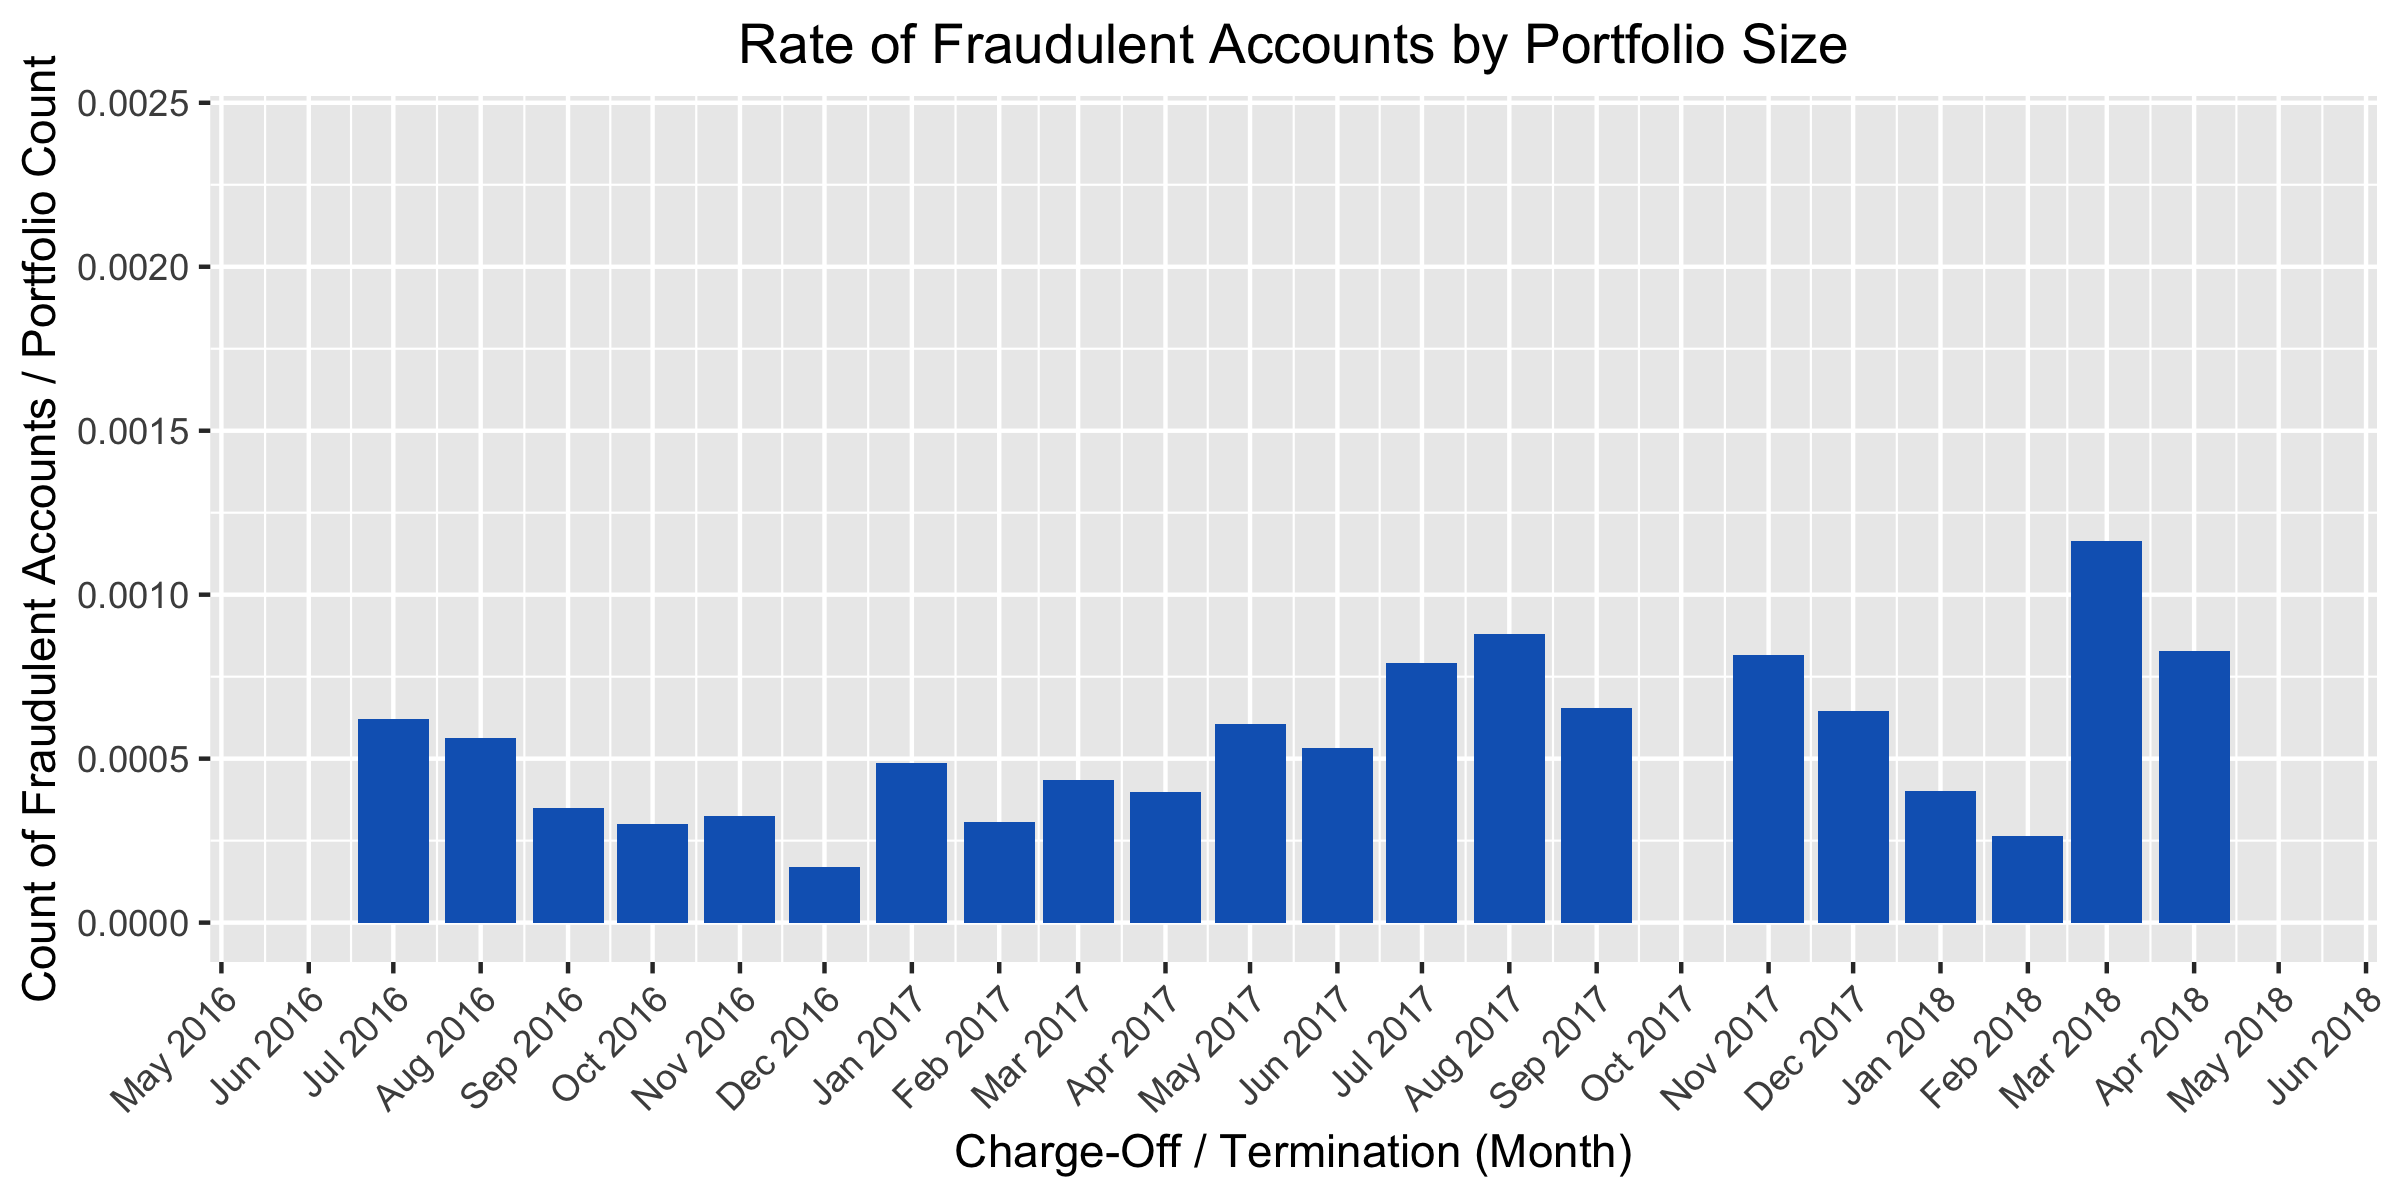 Rate of Fraudulent Accounts by Portfolio Size
Count of Fraudulent Accounts / Portfolio Count
0.0025
0.0020
0.0015
0.0010
0.0005
0.0000
May 2016
Jun 2016
Jul 2016
Aug 2016
Sep 2016
Oct 2016
Nov 2016
Dec 2016
Jan 2017
Feb 2017
Mar 2017
Apr 2017
May 2017
Jun 2017
Jul 2017
Aug 2017
Sep 2017
Oct 2017
Nov 2017
Dec 2017
Jan 2018
Feb 2018
Mar 2018
Apr 2018
May 2018
Jun 2018
Charge-Off / Termination (Month)